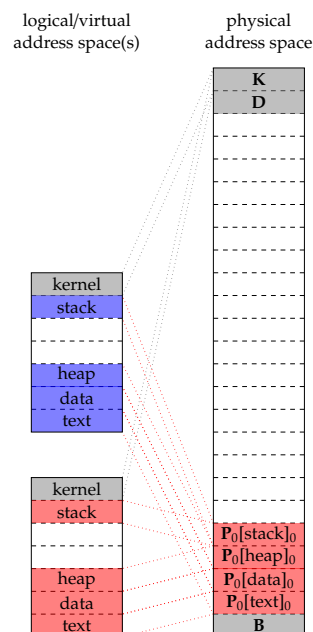 logical/virtual
address space(s)
physical
address space
K
D
kernel
stack
heap
data
text
kernel
stack
heap
data
text
P0[stack]0
P0[heap]0
P0[data]0
P0[text]0
B